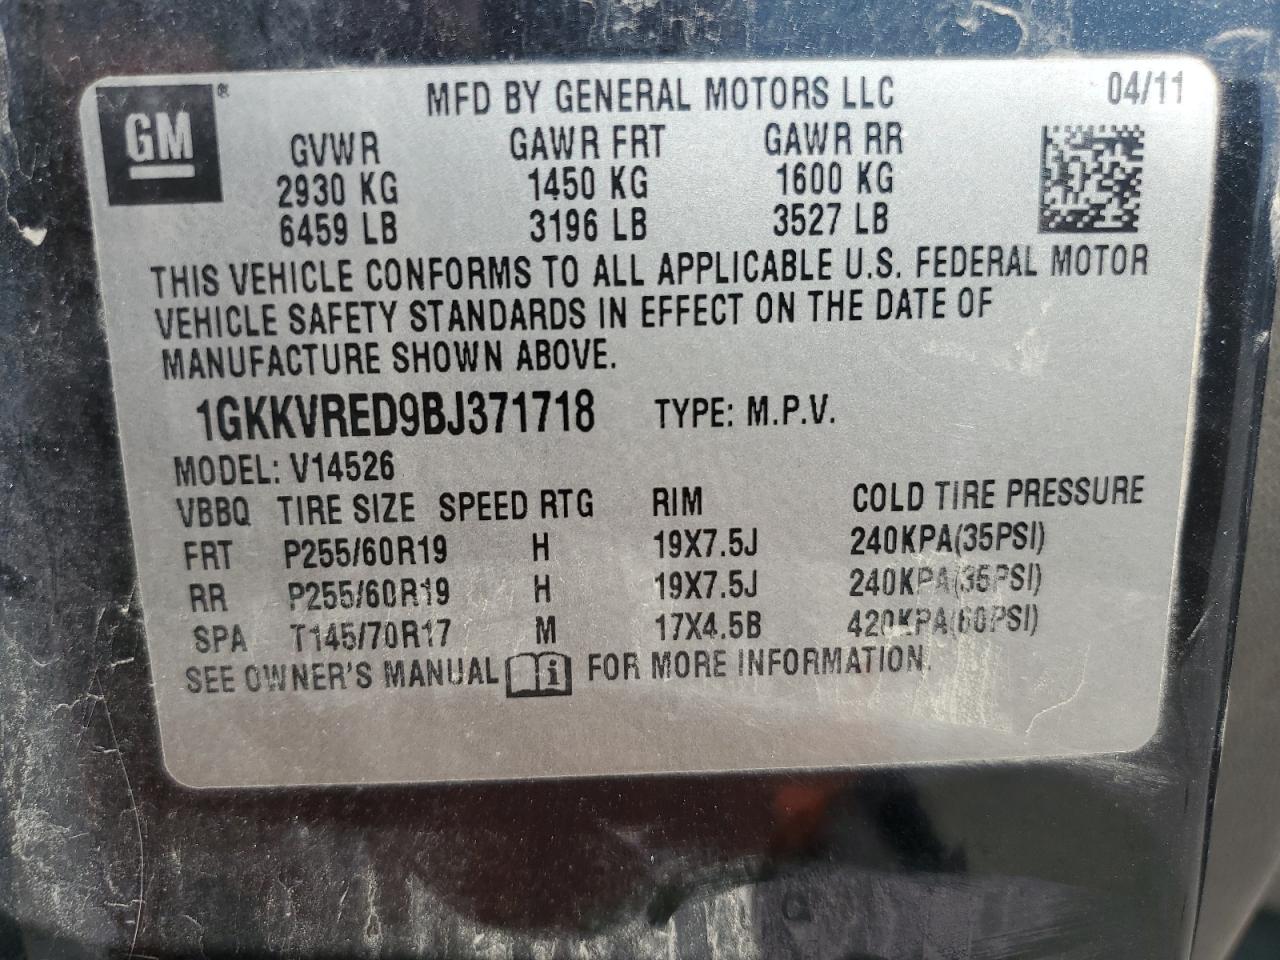 GM® MFD BY GENERAL MOTORS LLC 04/11
GVWR GAWR FRT GAWR RR
2930 KG 1450 KG 1600 KG
6459 LB 3196 LB 3527 LB
THIS VEHICLE CONFORMS TO ALL APPLICABLE U.S. FEDERAL MOTOR
VEHICLE SAFETY STANDARDS IN EFFECT ON THE DATE OF
MANUFACTURE SHOWN ABOVE.
1GKKVRED9BJ371718 TYPE: M.P.V.
MODEL: V14526
VBBQ TIRE SIZE SPEED RTG RIM COLD TIRE PRESSURE
FRT P255/60R19 H 19X7.5J 240KPA(35PSI)
RR P255/60R19 H 19X7.5J 240KPA(35PSI)
SPA T145/70R17 M 17X4.5B 420KPA(60PSI)
SEE OWNER'S MANUAL i FOR MORE INFORMATION.